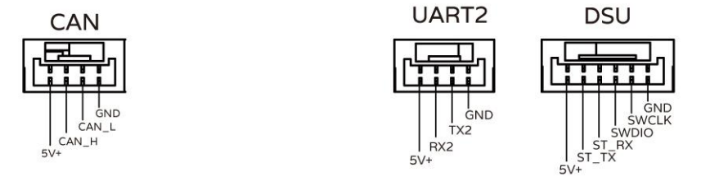 CAN
GND
CAN_L
CAN_H
5V+
UART2
GND
TX2
RX2
5V+
DSU
GND
SWCLK
SWDIO
ST_RX
ST_TX
5V+